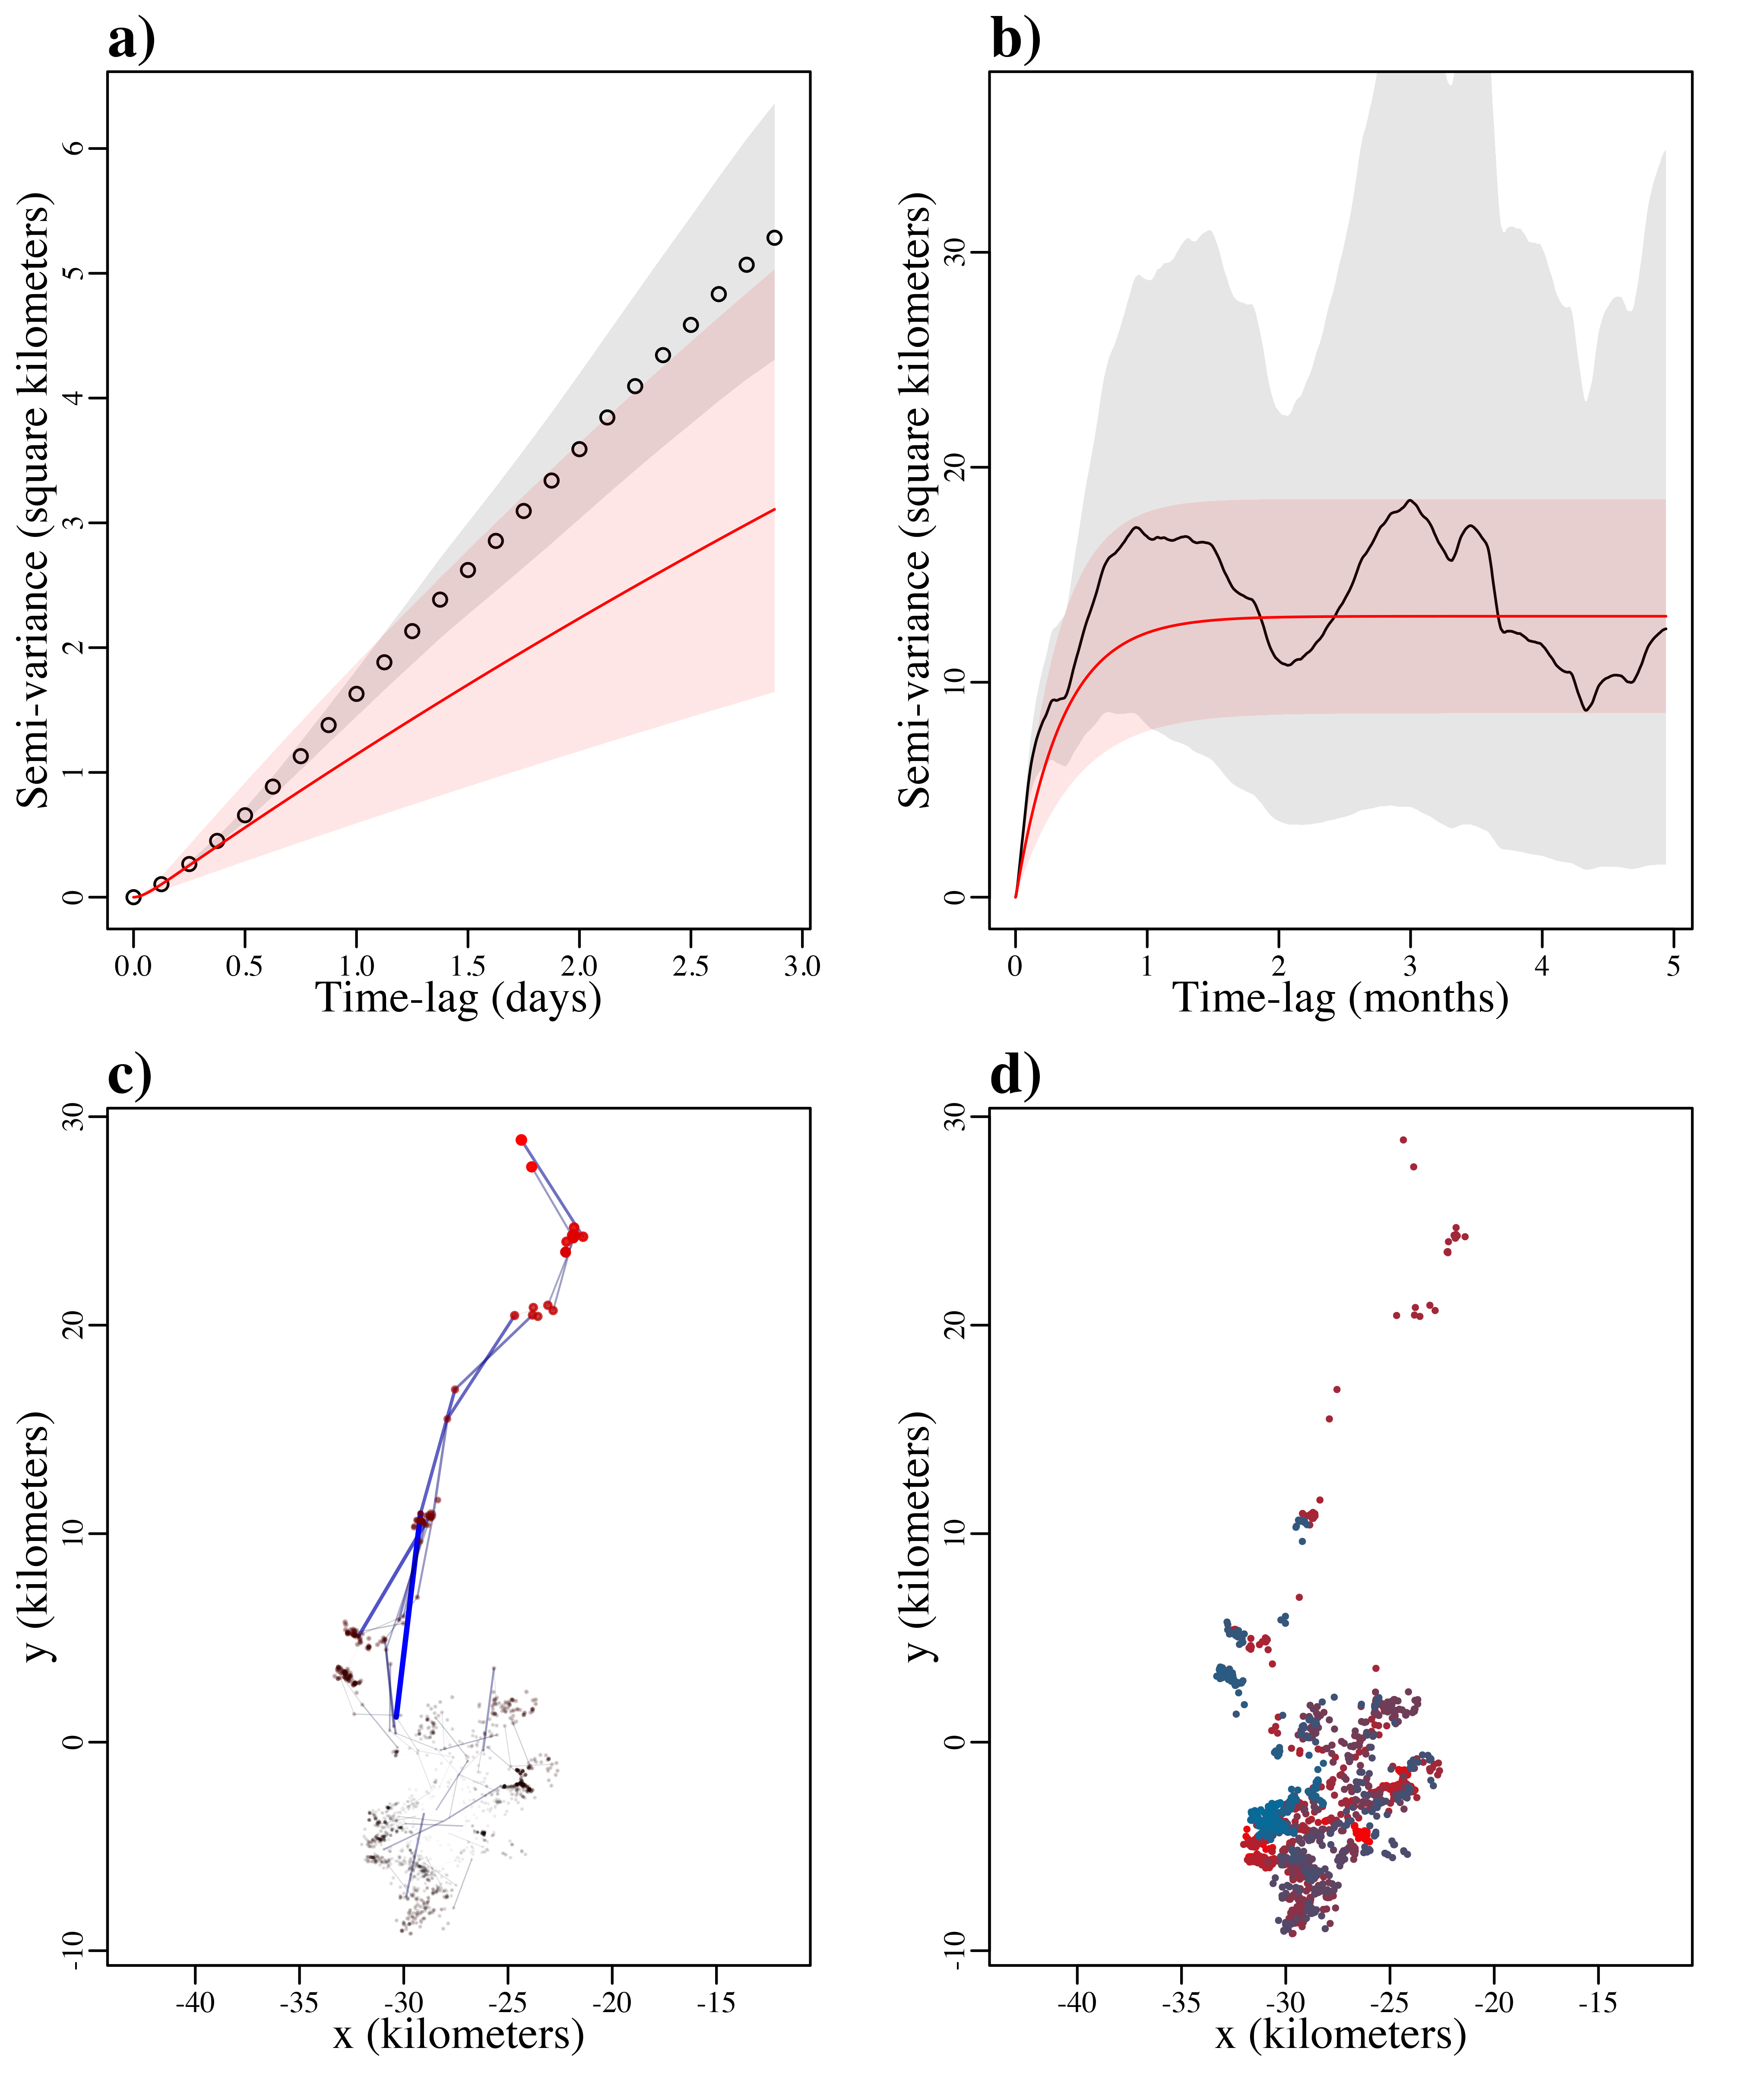 a)
Semi-variance (square kilometers)
0 1 2 3 4 5 6
0.0 0.5 1.0 1.5 2.0 2.5 3.0
Time-lag (days)
b)
Semi-variance (square kilometers)
0 10 20 30
0 1 2 3 4 5
Time-lag (months)
c)
y (kilometers)
-10 0 10 20 30
-40 -35 -30 -25 -20 -15
x (kilometers)
d)
y (kilometers)
-10 0 10 20 30
-40 -35 -30 -25 -20 -15
x (kilometers)